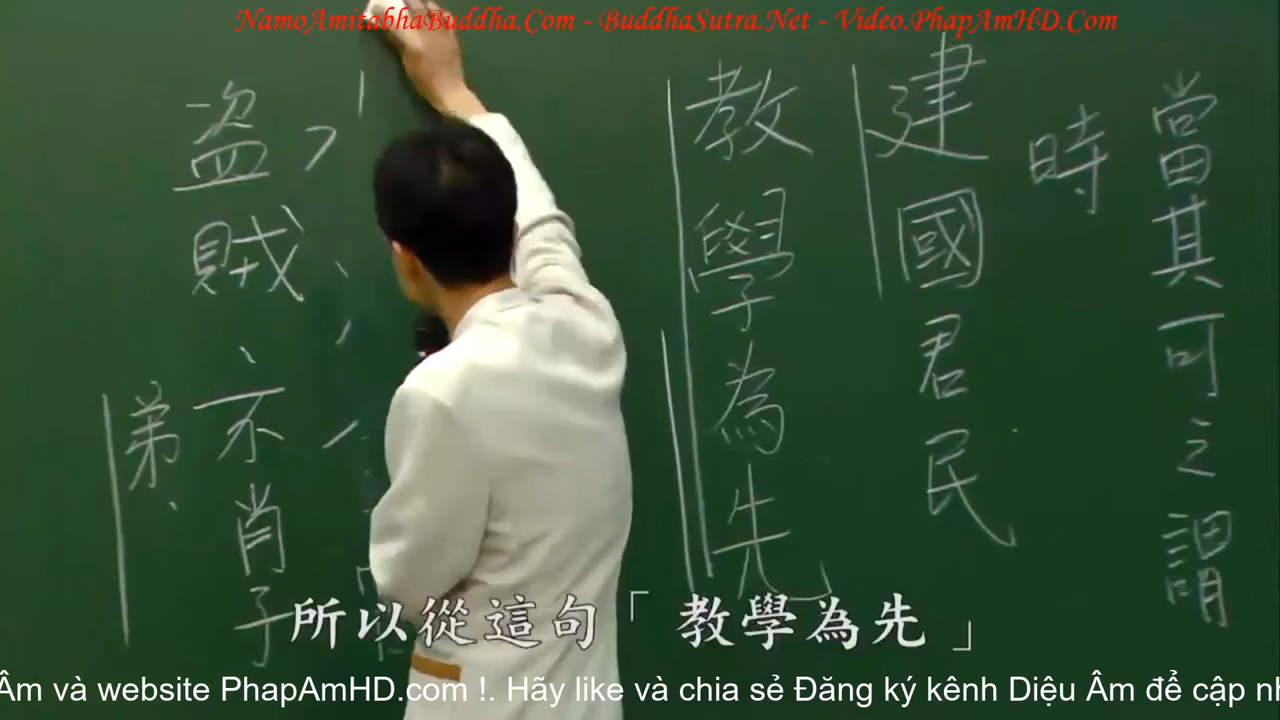 NamoAmitabhaBuddha.Com - BuddhaSutra.Net - Video.PhapAmHD.Com
當其可之謂
時
建國君民
教學為先」
盜賊
不肖子
弟、
所以從這句「教學為先」
Âm và website PhapAmHD.com !. Hãy like và chia sẻ Đăng ký kênh Diệu Âm để cập nh